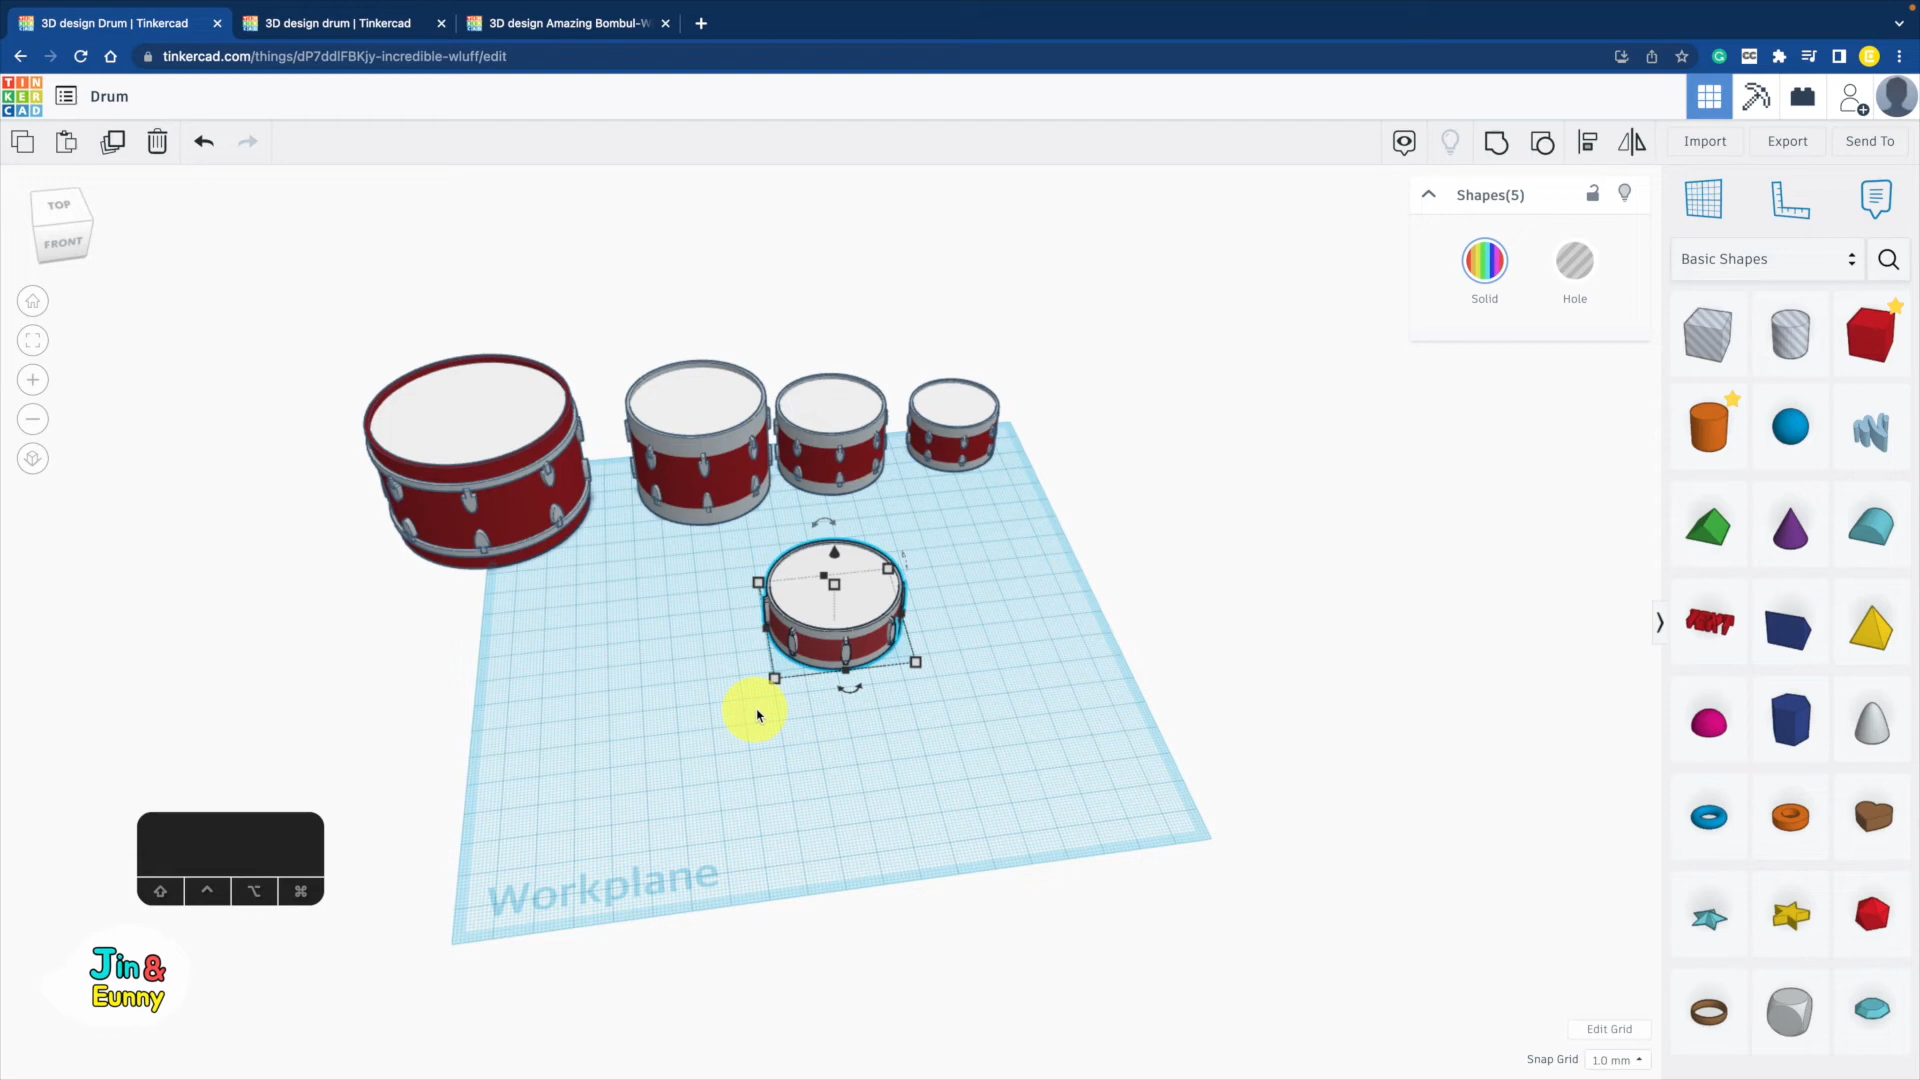 3D design Drum | Tinkercad
3D design drum | Tinkercad
3D design Amazing Bombul-W
tinkercad.com/things/dP7ddlFBKjy-incredible-wluff/edit
TIN
KER
CAD
Drum
Import
Export
Send To
TOP
FRONT
Shapes(5)
Solid
Hole
Basic Shapes
TEXT
Workplane
Jin &
Eunny
Edit Grid
Snap Grid
1.0 mm